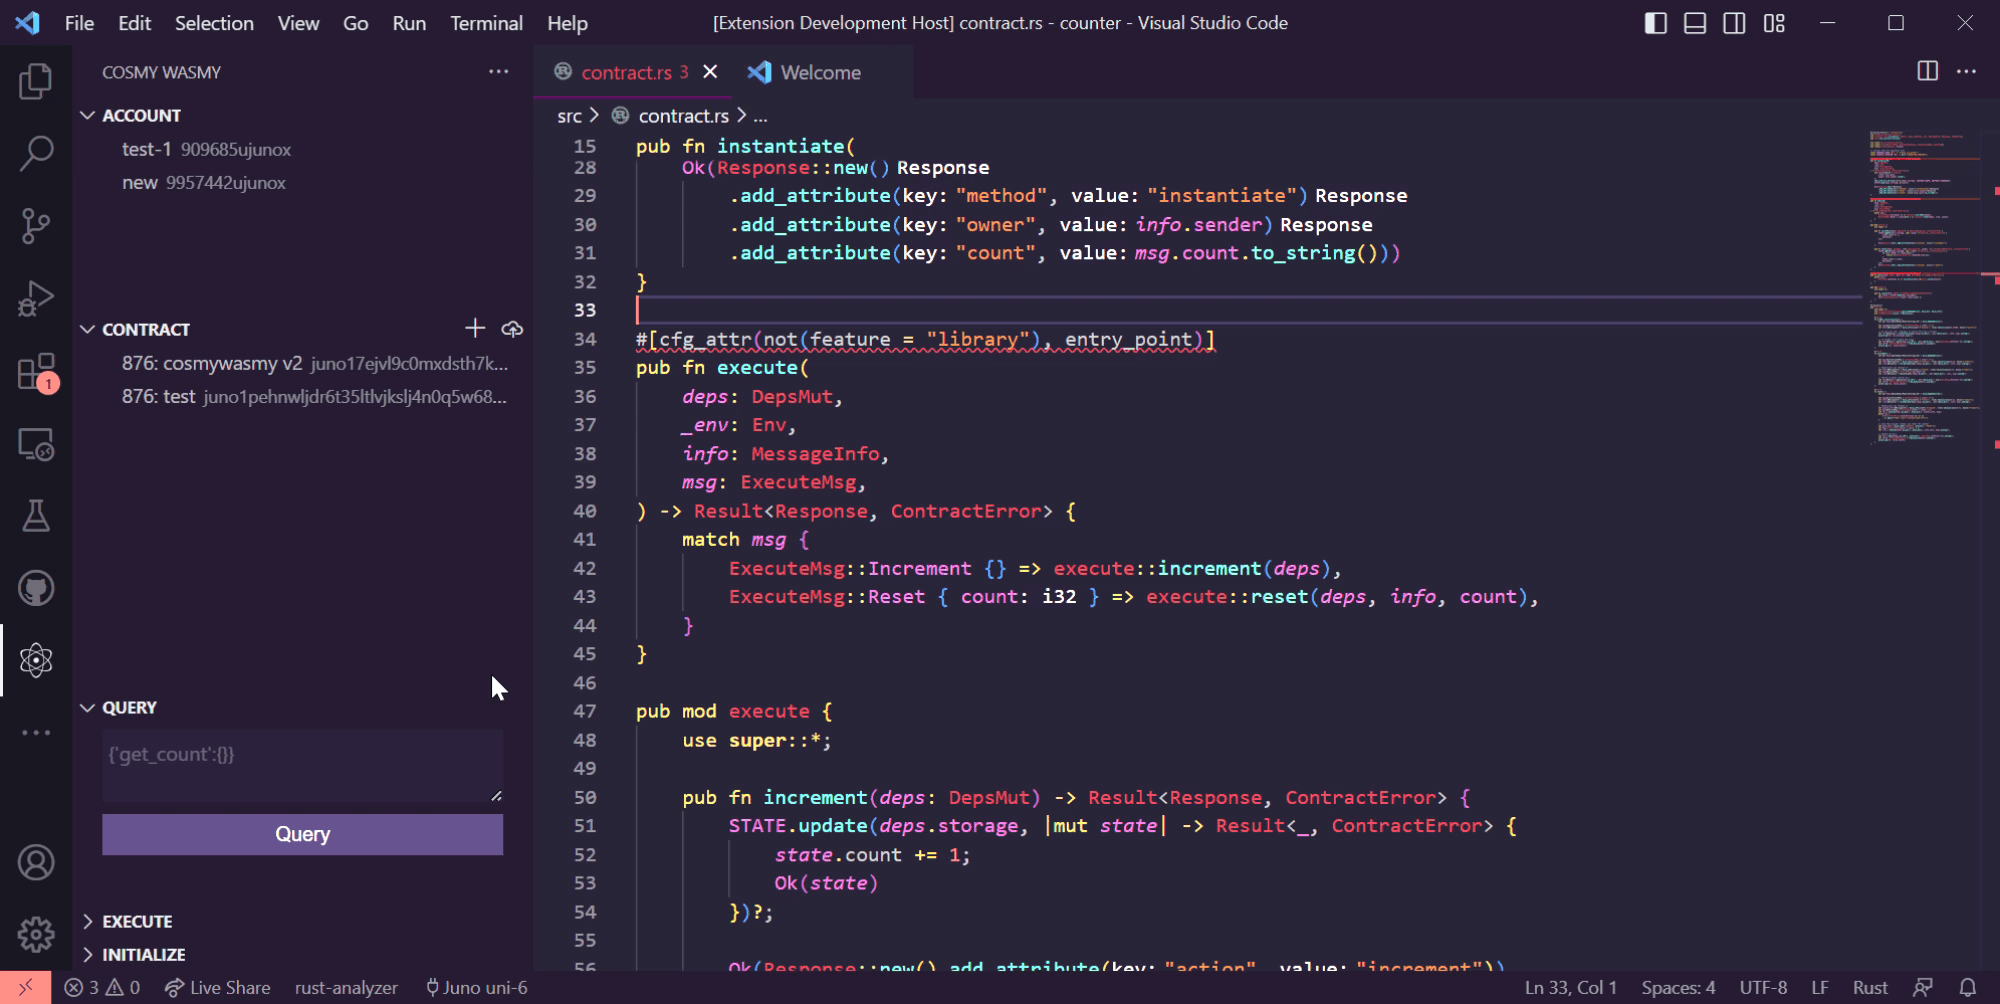 File Edit Selection View Go Run Terminal Help
[Extension Development Host] contract.rs - counter - Visual Studio Code
COSMY WASMY
ACCOUNT
test-1 909685ujunox
new 9957442ujunox
CONTRACT
876: cosmywasmy v2 juno17ejvl9c0mxdsth7k...
876: test juno1pehnwljdr6t35ltlvjkslj4n0q5w68...
1
QUERY
{'get_count':{}}
Query
EXECUTE
INITIALIZE
contract.rs 3
Welcome
src > contract.rs > ...
15 pub fn instantiate(
28 Ok(Response::new() Response
29 .add_attribute(key: "method", value: "instantiate") Response
30 .add_attribute(key: "owner", value: info.sender) Response
31 .add_attribute(key: "count", value: msg.count.to_string()))
32 }
33
34 #[cfg_attr(not(feature = "library"), entry_point)]
35 pub fn execute(
36 deps: DepsMut,
37 _env: Env,
38 info: MessageInfo,
39 msg: ExecuteMsg,
40 ) -> Result<Response, ContractError> {
41 match msg {
42 ExecuteMsg::Increment {} => execute::increment(deps),
43 ExecuteMsg::Reset { count: i32 } => execute::reset(deps, info, count),
44 }
45 }
46
47 pub mod execute {
48 use super::*;
49
50 pub fn increment(deps: DepsMut) -> Result<Response, ContractError> {
51 STATE.update(deps.storage, |mut state| -> Result<_, ContractError> {
52 state.count += 1;
53 Ok(state)
54 })?;
55
56 Ok(Response::new().add_attribute(key: "action", value: "increment"))
3 0 Live Share rust-analyzer Juno uni-6
Ln 33, Col 1 Spaces: 4 UTF-8 LF Rust